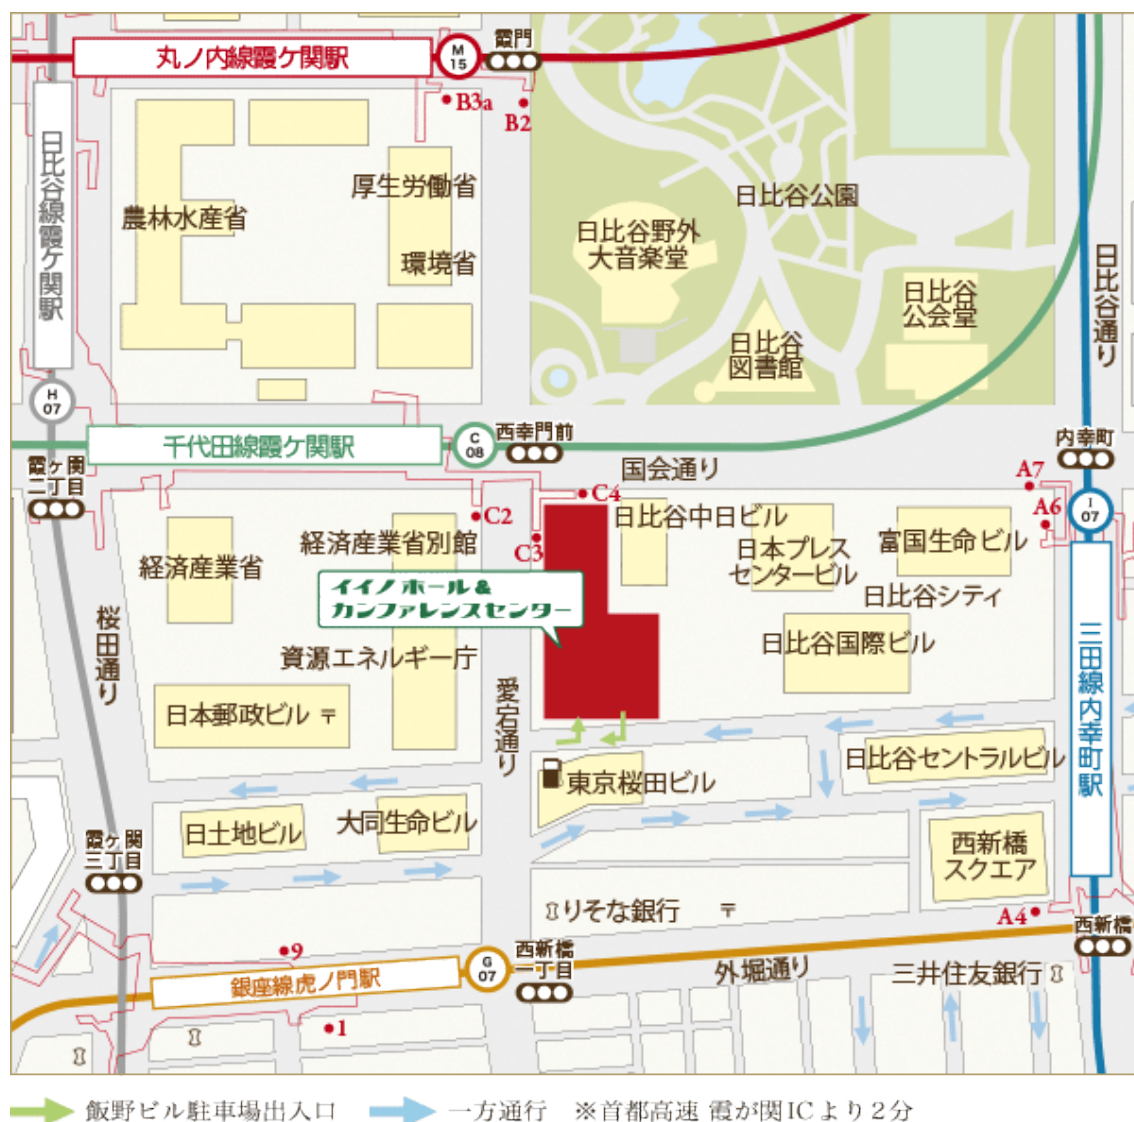 丸ノ内線霞ケ関駅
M
15
霞門
B3a
B2
日比谷線霞ケ関駅
厚生労働省
農林水産省
環境省
日比谷公園
日比谷野外
大音楽堂
日比谷
公会堂
日比谷
図書館
日比谷通り
H
07
千代田線霞ケ関駅
C
08
西幸門前
国会通り
内幸町
霞ヶ関
二丁目
A7
A6
I
07
C4
C2
C3
日比谷中日ビル
経済産業省別館
経済産業省
日本プレス
センタービル
富国生命ビル
日比谷シティ
イイノホール&
カンファレンスセンター
桜田通り
資源エネルギー庁
日比谷国際ビル
三田線内幸町駅
日本郵政ビル 〒
愛宕通り
東京桜田ビル
日比谷セントラルビル
日土地ビル
大同生命ビル
霞ヶ関
三丁目
西新橋
スクエア
りそな銀行 〒
A4
西新橋
9
銀座線虎ノ門駅
G
07
西新橋
一丁目
外堀通り
三井住友銀行
1
飯野ビル駐車場出入口 一方通行 ※首都高速 霞が関ICより2分